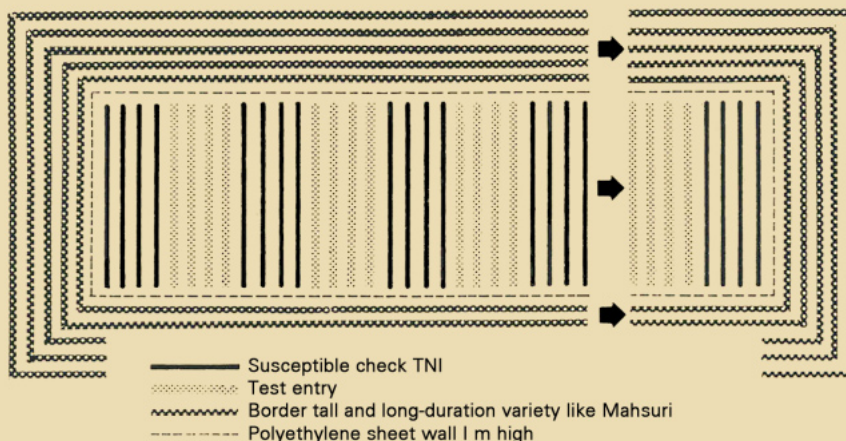 Susceptible check TNI
Test entry
Border tall and long-duration variety like Mahsuri
Polyethylene sheet wall I m high